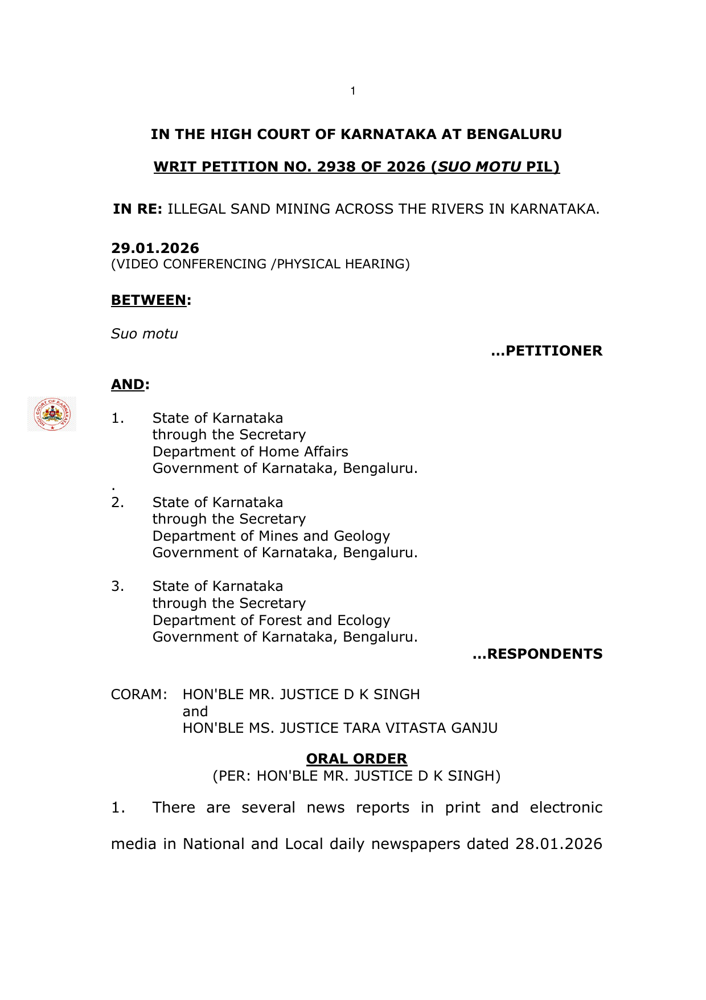 1
IN THE HIGH COURT OF KARNATAKA AT BENGALURU
WRIT PETITION NO. 2938 OF 2026 (SUO MOTU PIL)
IN RE: ILLEGAL SAND MINING ACROSS THE RIVERS IN KARNATAKA.
29.01.2026
(VIDEO CONFERENCING /PHYSICAL HEARING)
BETWEEN:
Suo motu
...PETITIONER
AND:
HIGH COURT OF KARNATAKA
1. State of Karnataka
through the Secretary
Department of Home Affairs
Government of Karnataka, Bengaluru.
.
2. State of Karnataka
through the Secretary
Department of Mines and Geology
Government of Karnataka, Bengaluru.
3. State of Karnataka
through the Secretary
Department of Forest and Ecology
Government of Karnataka, Bengaluru.
...RESPONDENTS
CORAM: HON'BLE MR. JUSTICE D K SINGH
and
HON'BLE MS. JUSTICE TARA VITASTA GANJU
ORAL ORDER
(PER: HON'BLE MR. JUSTICE D K SINGH)
1. There are several news reports in print and electronic
media in National and Local daily newspapers dated 28.01.2026